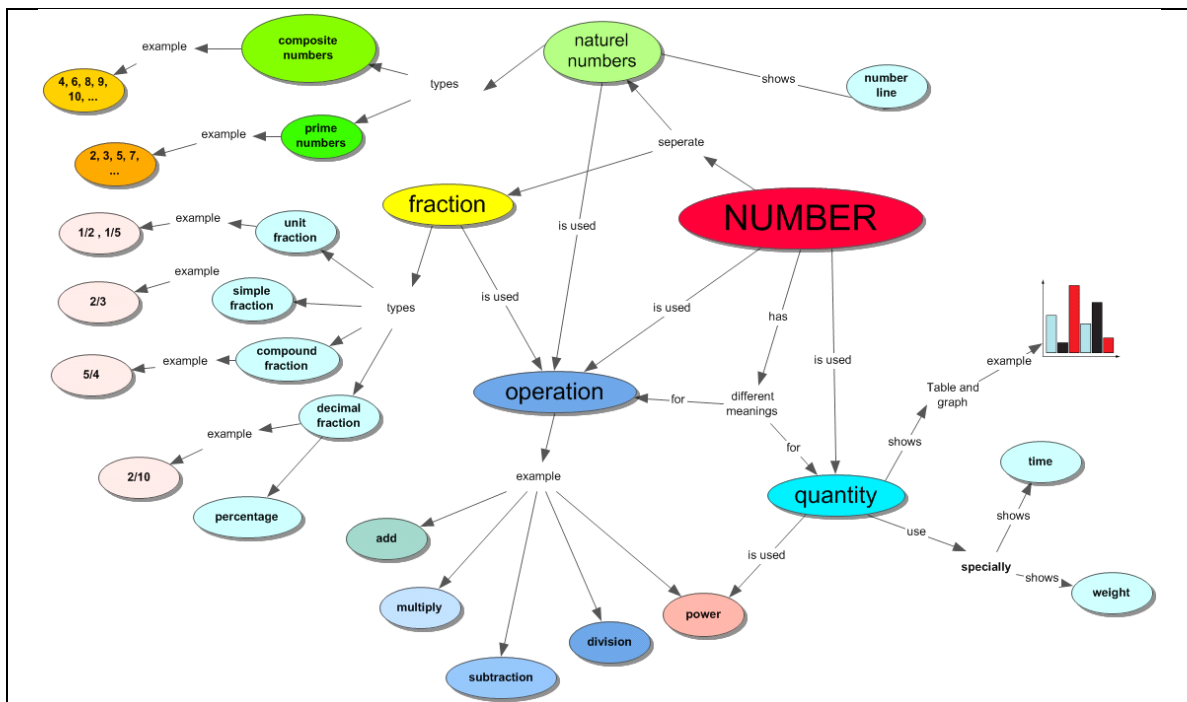 composite
numbers
example
4, 6, 8, 9,
10, ...
naturel
numbers
types
shows
number
line
prime
numbers
example
2, 3, 5, 7,
...
seperate
fraction
NUMBER
is used
example
unit
fraction
1/2 , 1/5
example
simple
fraction
2/3
types
is used
is used
has
is used
example
compound
fraction
5/4
example
operation
for
different
meanings
Table and
graph
example
decimal
fraction
example
2/10
percentage
for
shows
quantity
time
example
add
multiply
subtraction
division
power
is used
use
specially
shows
shows
weight